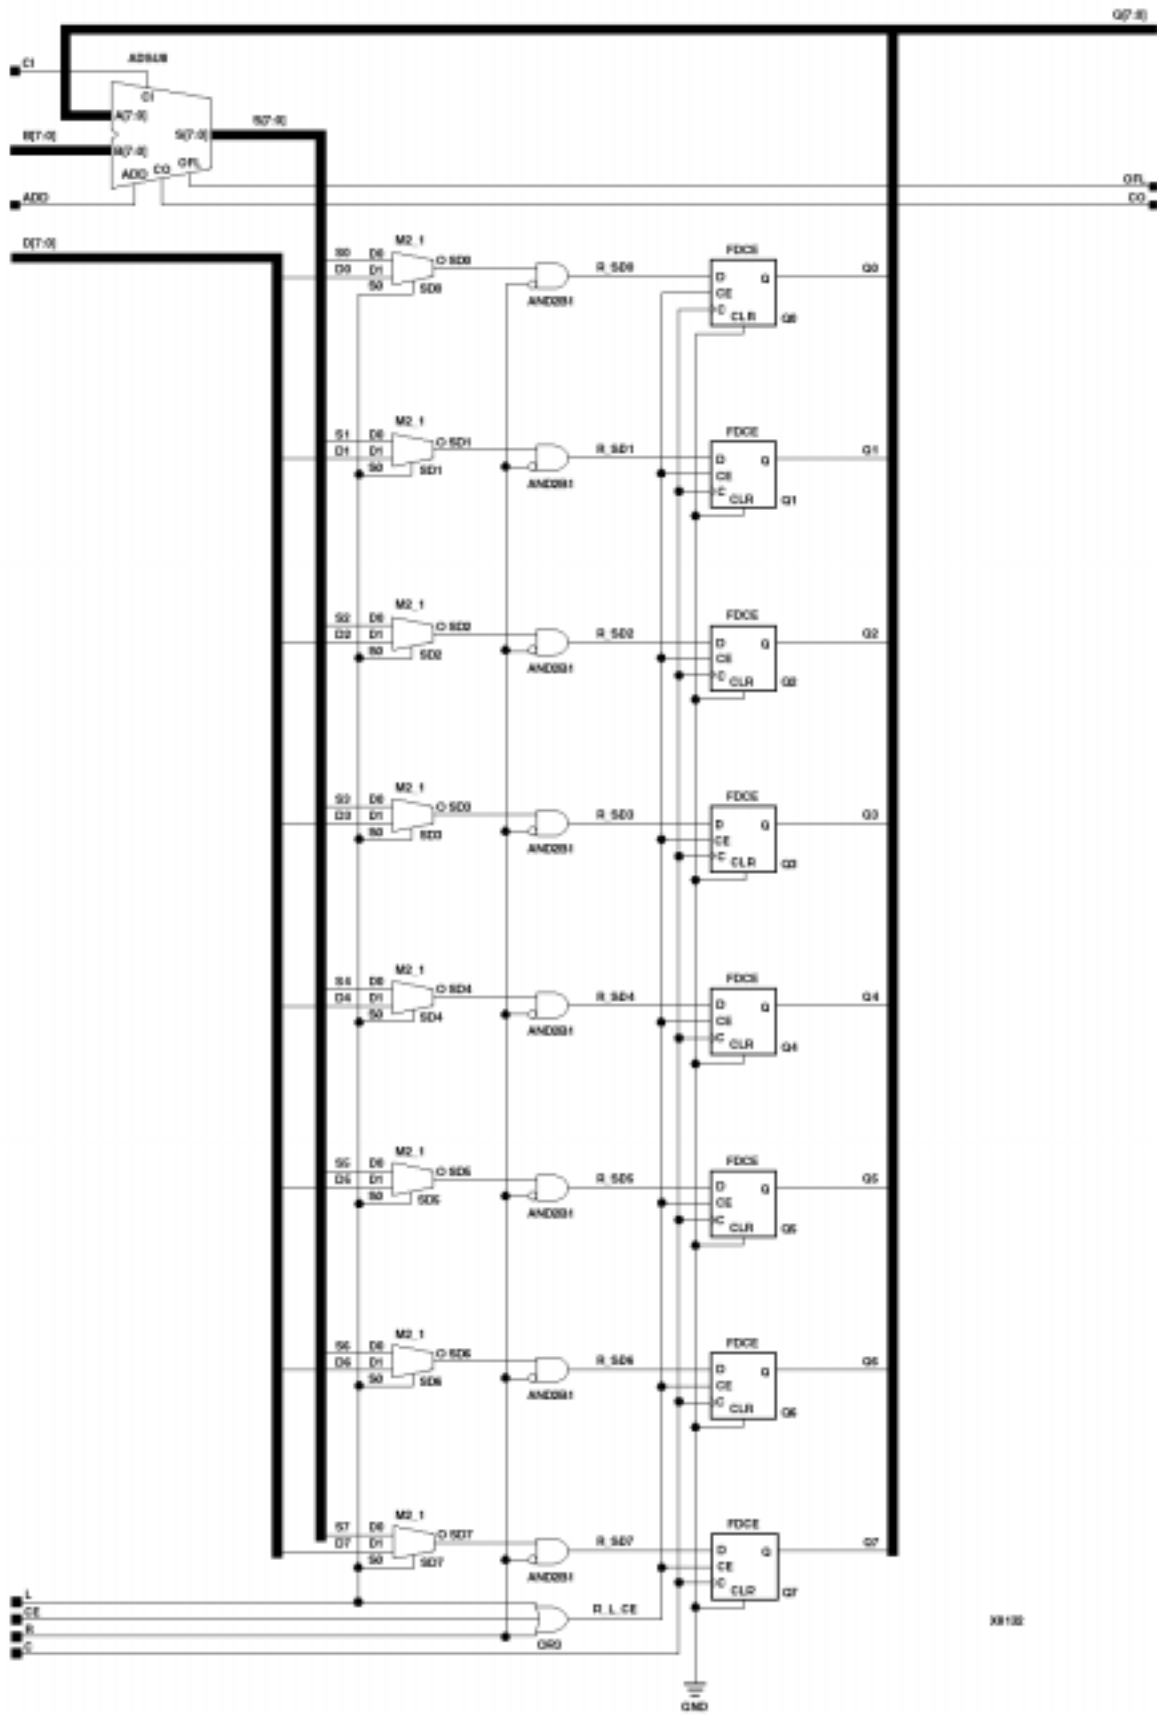 Q[7:0]
CI
ADSU8
CI
A[7:0]
B[7:0]
S[7:0]
S[7:0]
B[7:0]
ADD CO OFL
ADD
OFL
CO
D[7:0]
M2_1
FDCE
S0 D0
O SD0
R_SD0
D Q
Q0
D0 D1
S0
SD0
AND2B1
CE
C
CLR
Q0
M2_1
FDCE
S1 D0
O SD1
R_SD1
D Q
Q1
D1 D1
S0
SD1
AND2B1
CE
C
CLR
Q1
M2_1
FDCE
S2 D0
O SD2
R_SD2
D Q
Q2
D2 D1
S0
SD2
AND2B1
CE
C
CLR
Q2
M2_1
FDCE
S3 D0
O SD3
R_SD3
D Q
Q3
D3 D1
S0
SD3
AND2B1
CE
C
CLR
Q3
M2_1
FDCE
S4 D0
O SD4
R_SD4
D Q
Q4
D4 D1
S0
SD4
AND2B1
CE
C
CLR
Q4
M2_1
FDCE
S5 D0
O SD5
R_SD5
D Q
Q5
D5 D1
S0
SD5
AND2B1
CE
C
CLR
Q5
M2_1
FDCE
S6 D0
O SD6
R_SD6
D Q
Q6
D6 D1
S0
SD6
AND2B1
CE
C
CLR
Q6
M2_1
FDCE
S7 D0
O SD7
R_SD7
D Q
Q7
D7 D1
S0
SD7
AND2B1
CE
C
CLR
Q7
L
CE
R
C
R_L_CE
OR3
GND